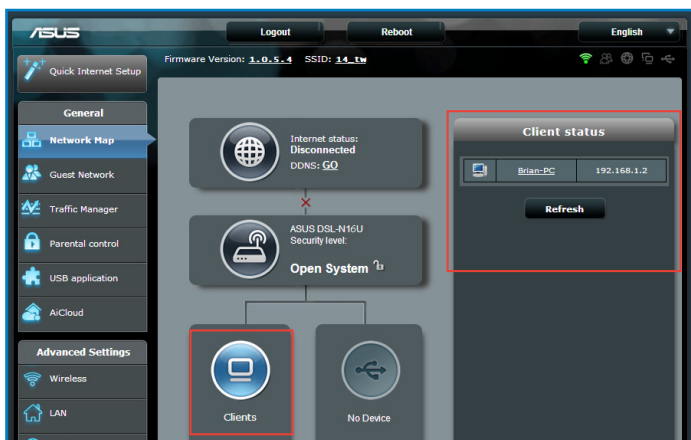 ASUS
Logout
Reboot
English
Quick Internet Setup
Firmware Version: 1.0.5.4 SSID: 14_tw
General
Network Map
Guest Network
Traffic Manager
Parental control
USB application
AiCloud
Advanced Settings
Wireless
LAN
Internet status:
Disconnected
DDNS: GO
ASUS DSL-N16U
Security level:
Open System
Clients
No Device
Client status
Brian-PC 192.168.1.2
Refresh